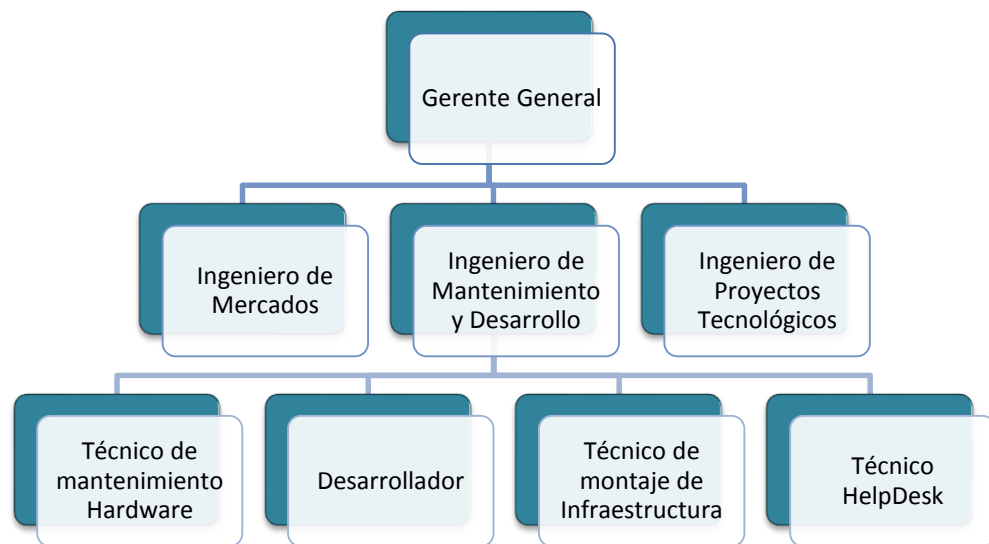 Gerente General
Ingeniero de
Mercados
Ingeniero de
Mantenimiento
y Desarrollo
Ingeniero de
Proyectos
Tecnológicos
Técnico de
mantenimiento
Hardware
Desarrollador
Técnico de
montaje de
Infraestructura
Técnico
HelpDesk